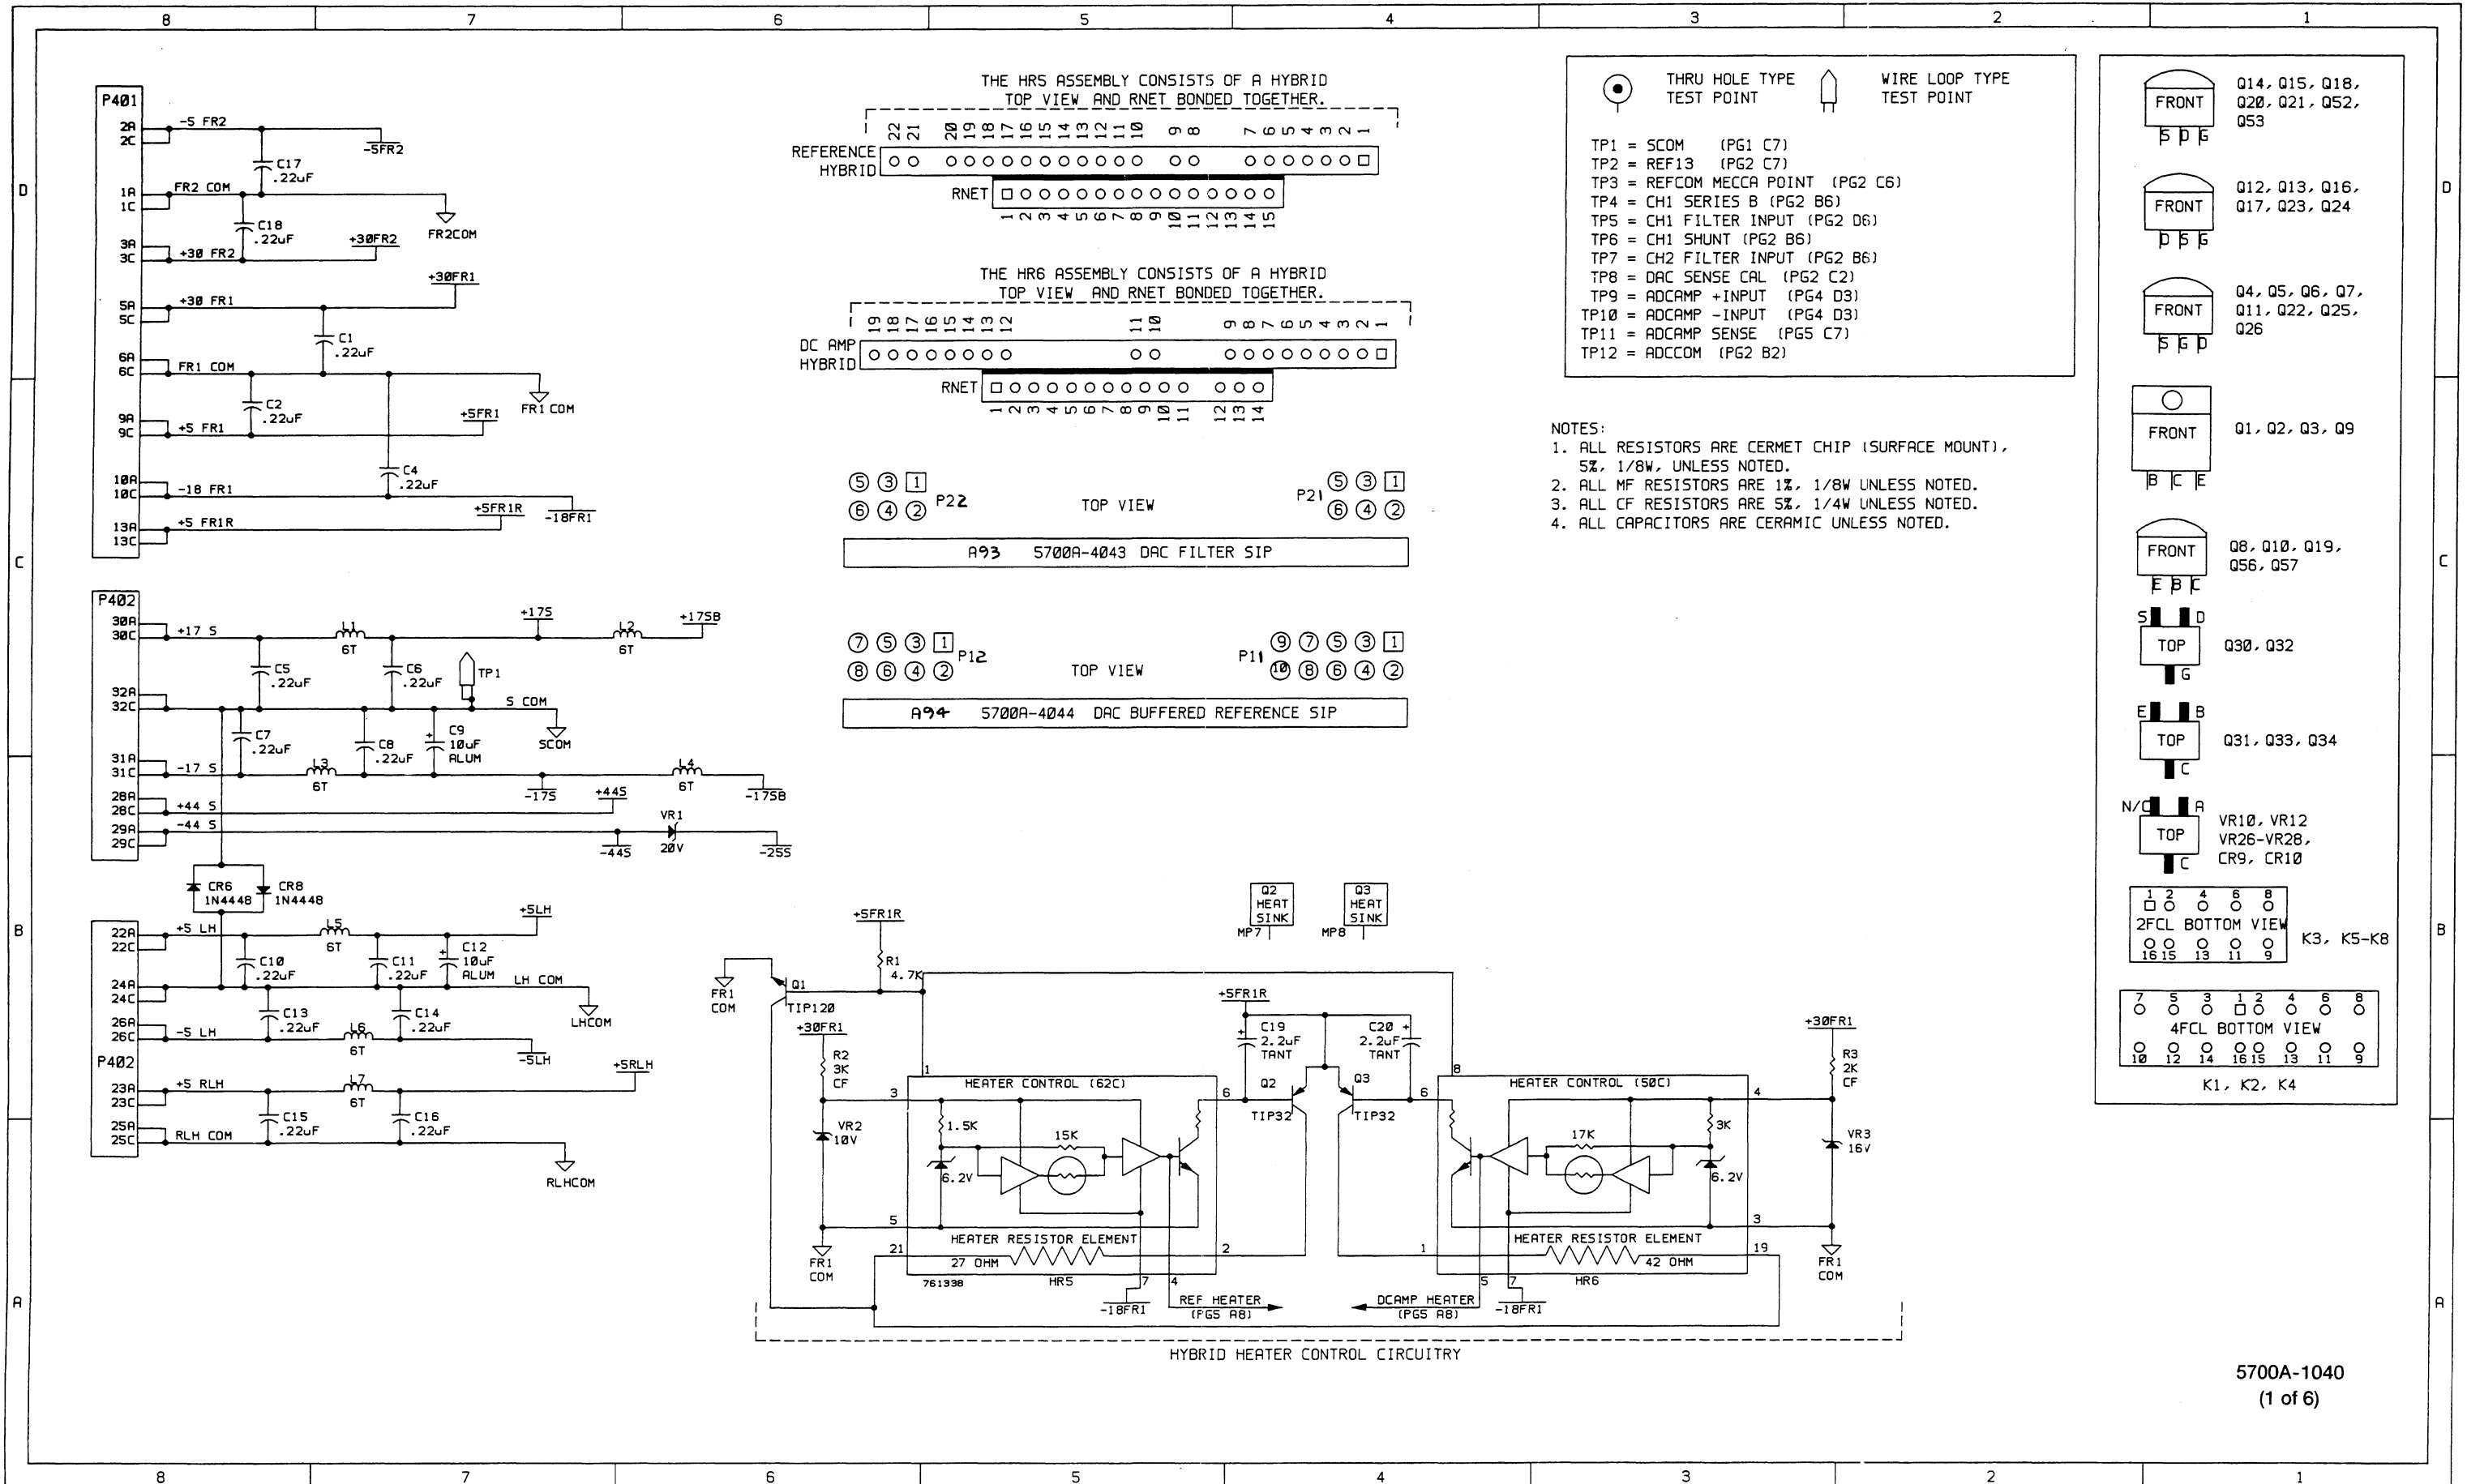 8 7 6 5 4 3 2 1
D
C
B
A
P401
2A
2C
-5 FR2
-5FR2
C17
.22uF
1A
1C
FR2 COM
FR2COM
C18
.22uF
3A
3C
+30 FR2
+30FR2
+30FR1
5A
5C
+30 FR1
C1
.22uF
6A
6C
FR1 COM
FR1 COM
C2
.22uF
9A
9C
+5 FR1
+5FR1
C4
.22uF
10A
10C
-18 FR1
-18FR1
13A
13C
+5 FR1R
+5FR1R
P402
30A
30C
+17 S
L1
6T
+17S
L2
6T
+17SB
C5
.22uF
C6
.22uF
TP1
32A
32C
S COM
SCOM
C7
.22uF
C8
.22uF
+
C9
10uF
ALUM
31A
31C
-17 S
L3
6T
-17S
L4
6T
-17SB
28A
28C
+44 S
+44S
29A
29C
-44 S
-44S
VR1
20V
-25S
CR6
1N4448
CR8
1N4448
22A
22C
+5 LH
L5
6T
+5LH
C10
.22uF
C11
.22uF
+
C12
10uF
ALUM
24A
24C
LH COM
LHCOM
C13
.22uF
C14
.22uF
26A
26C
-5 LH
L6
6T
-5LH
P402
23A
23C
+5 RLH
L7
6T
+5RLH
C15
.22uF
C16
.22uF
25A
25C
RLH COM
RLHCOM
THE HR5 ASSEMBLY CONSISTS OF A HYBRID
TOP VIEW AND RNET BONDED TOGETHER.
22 21 20 19 18 17 16 15 14 13 12 11 10 9 8 7 6 5 4 3 2 1
REFERENCE
HYBRID
RNET
1 2 3 4 5 6 7 8 9 10 11 12 13 14 15
THE HR6 ASSEMBLY CONSISTS OF A HYBRID
TOP VIEW AND RNET BONDED TOGETHER.
19 18 17 16 15 14 13 12 11 10 9 8 7 6 5 4 3 2 1
DC AMP
HYBRID
RNET
1 2 3 4 5 6 7 8 9 10 11 12 13 14
5 3 1
6 4 2
P22
TOP VIEW
P21
5 3 1
6 4 2
A93 5700A-4043 DAC FILTER SIP
7 5 3 1
8 6 4 2
P12
TOP VIEW
P11
9 7 5 3 1
10 8 6 4 2
A94 5700A-4044 DAC BUFFERED REFERENCE SIP
THRU HOLE TYPE
TEST POINT
WIRE LOOP TYPE
TEST POINT
TP1 = SCOM (PG1 C7)
TP2 = REF13 (PG2 C7)
TP3 = REFCOM MECCA POINT (PG2 C6)
TP4 = CH1 SERIES B (PG2 B6)
TP5 = CH1 FILTER INPUT (PG2 D6)
TP6 = CH1 SHUNT (PG2 B6)
TP7 = CH2 FILTER INPUT (PG2 B6)
TP8 = DAC SENSE CAL (PG2 C2)
TP9 = ADCAMP +INPUT (PG4 D3)
TP10 = ADCAMP -INPUT (PG4 D3)
TP11 = ADCAMP SENSE (PG5 C7)
TP12 = ADCCOM (PG2 B2)
NOTES:
1. ALL RESISTORS ARE CERMET CHIP (SURFACE MOUNT),
5%, 1/8W, UNLESS NOTED.
2. ALL MF RESISTORS ARE 1%, 1/8W UNLESS NOTED.
3. ALL CF RESISTORS ARE 5%, 1/4W UNLESS NOTED.
4. ALL CAPACITORS ARE CERAMIC UNLESS NOTED.
FRONT
S D G
Q14, Q15, Q18,
Q20, Q21, Q52,
Q53
FRONT
D S G
Q12, Q13, Q16,
Q17, Q23, Q24
FRONT
S G D
Q4, Q5, Q6, Q7,
Q11, Q22, Q25,
Q26
FRONT
B C E
Q1, Q2, Q3, Q9
FRONT
E B C
Q8, Q10, Q19,
Q56, Q57
S D
TOP
G
Q30, Q32
E B
TOP
C
Q31, Q33, Q34
N/C A
TOP
C
VR10, VR12
VR26-VR28,
CR9, CR10
1 2 4 6 8
2FCL BOTTOM VIEW
16 15 13 11 9
K3, K5-K8
7 5 3 1 2 4 6 8
4FCL BOTTOM VIEW
10 12 14 16 15 13 11 9
K1, K2, K4
Q2
HEAT
SINK
MP7
Q3
HEAT
SINK
MP8
+5FR1R
R1
4.7K
FR1
COM
Q1
TIP120
+30FR1
R2
3K
CF
VR2
10V
FR1
COM
1
HEATER CONTROL (62C)
3
1.5K
15K
6.2V
5
HEATER RESISTOR ELEMENT
21
27 OHM
2
761338
HR5
7
4
6
-18FR1
REF HEATER
(PG5 A8)
+5FR1R
+
C19
2.2uF
TANT
C20
+
2.2uF
TANT
Q2
TIP32
Q3
TIP32
8
HEATER CONTROL (50C)
6
4
17K
3K
6.2V
3
HEATER RESISTOR ELEMENT
1
42 OHM
19
HR6
5
7
DCAMP HEATER
(PG5 A8)
-18FR1
+30FR1
R3
2K
CF
VR3
16V
FR1
COM
HYBRID HEATER CONTROL CIRCUITRY
5700A-1040
(1 of 6)
D
C
B
A
8 7 6 5 4 3 2 1